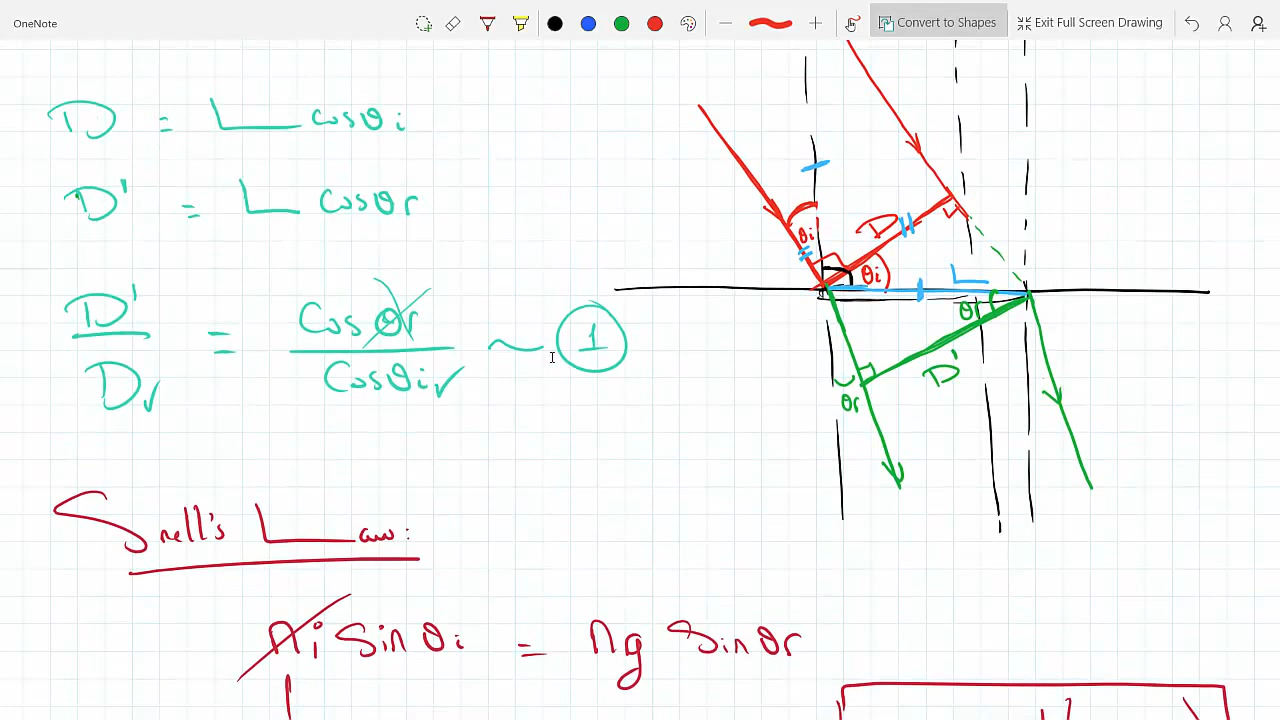 OneNote
Convert to Shapes
Exit Full Screen Drawing
D = L cosθi
D' = L cosθr
D' / D = cosθr / cosθi ~ 1
Snell's Law:
ni sinθi = ng sinθr
θi
D
θi
L
θr
D'
θr